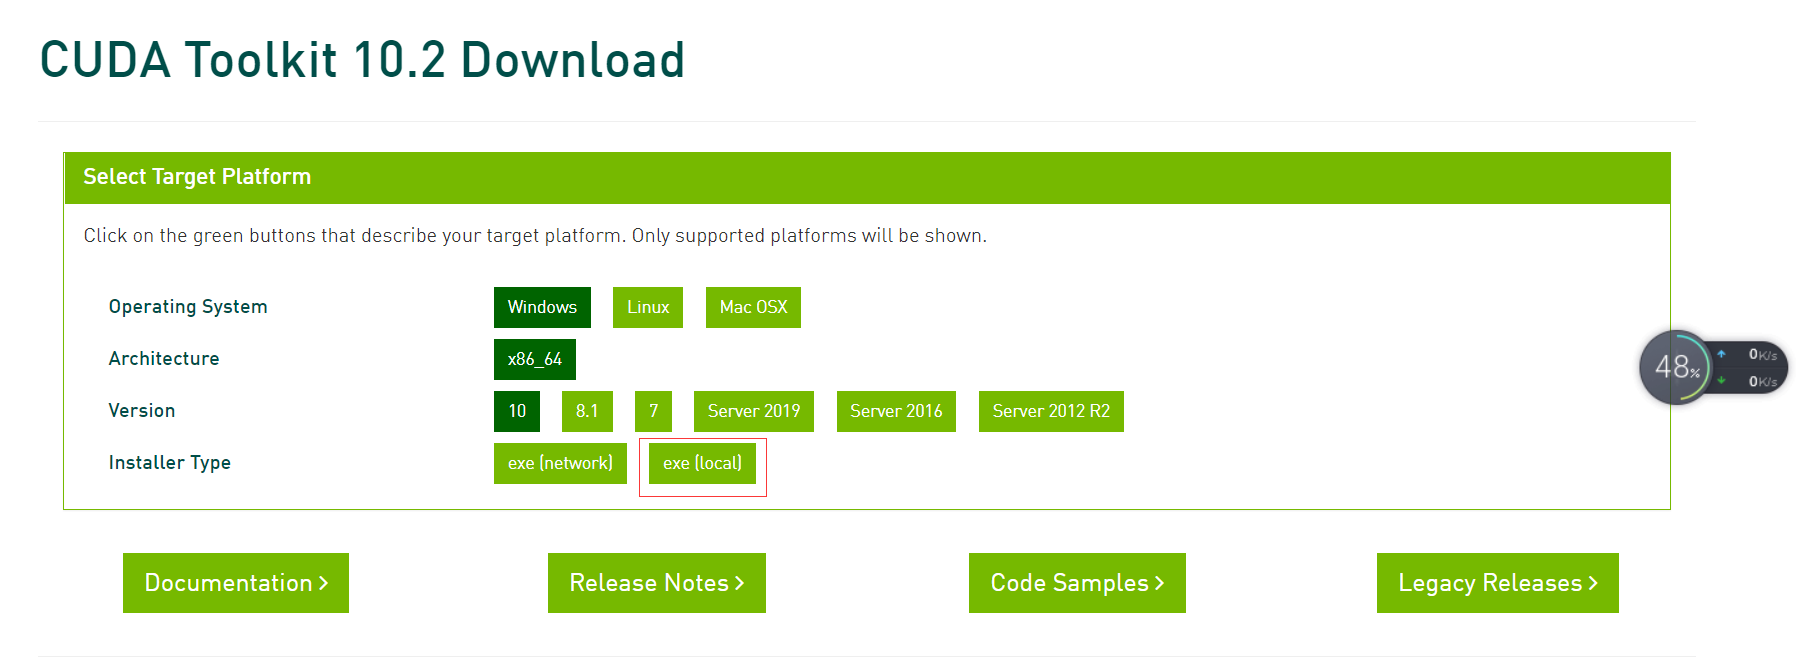 CUDA Toolkit 10.2 Download
Select Target Platform
Click on the green buttons that describe your target platform. Only supported platforms will be shown.
Operating System Windows Linux Mac OSX
Architecture x86_64
Version 10 8.1 7 Server 2019 Server 2016 Server 2012 R2
Installer Type exe (network) exe (local)
48% 0K/s
0K/s
Documentation > Release Notes > Code Samples > Legacy Releases >